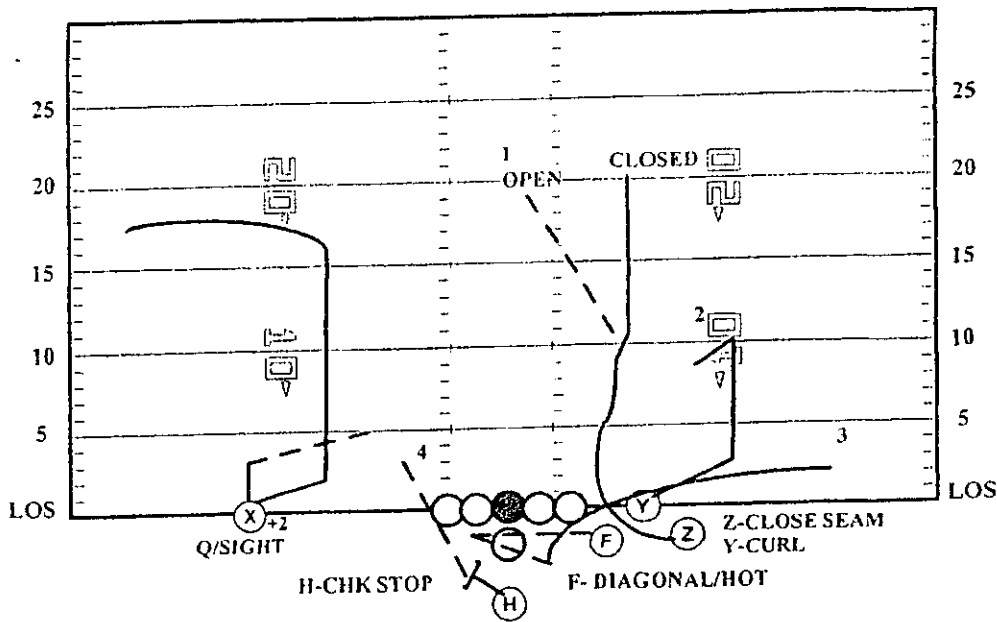 25
25
1
CLOSED
20
OPEN
20
15
15
2
10
10
5
5
3
4
LOS
LOS
X +2
Y
Q/SIGHT
F
Z
Z-CLOSE SEAM
Y-CURL
H-CHK STOP
F- DIAGONAL/HOT
H